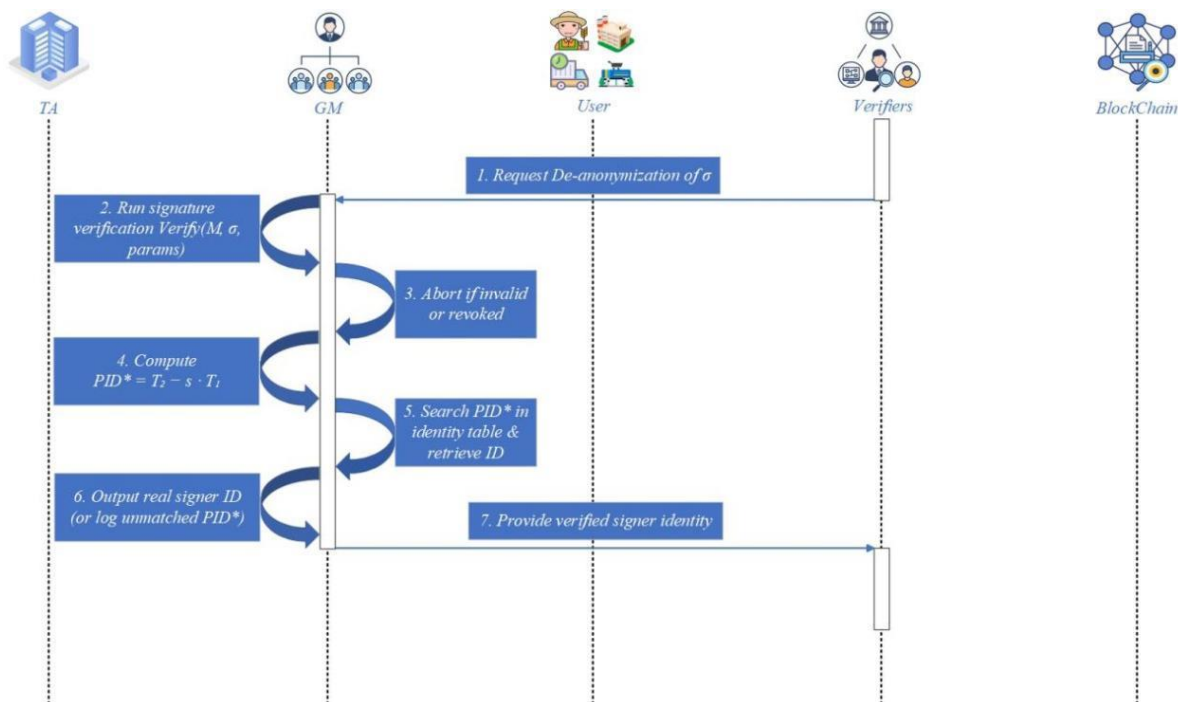 TA
GM
User
Verifiers
BlockChain
1. Request De-anonymization of σ
2. Run signature
verification Verify(M, σ,
params)
3. Abort if invalid
or revoked
4. Compute
PID* = T₂ − s · T₁
5. Search PID* in
identity table &
retrieve ID
6. Output real signer ID
(or log unmatched PID*)
7. Provide verified signer identity